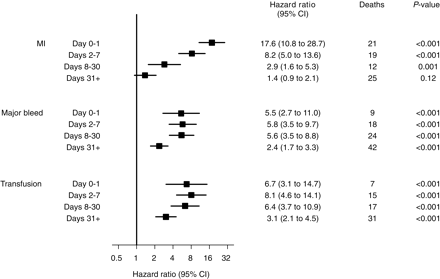 Hazard ratio Deaths P-value
(95% CI)
MI Day 0-1 17.6 (10.8 to 28.7) 21 <0.001
Days 2-7 8.2 (5.0 to 13.6) 19 <0.001
Days 8-30 2.9 (1.6 to 5.3) 12 0.001
Days 31+ 1.4 (0.9 to 2.1) 25 0.12
Major bleed Day 0-1 5.5 (2.7 to 11.0) 9 <0.001
Days 2-7 5.8 (3.5 to 9.7) 18 <0.001
Days 8-30 5.6 (3.5 to 8.8) 24 <0.001
Days 31+ 2.4 (1.7 to 3.3) 42 <0.001
Transfusion Day 0-1 6.7 (3.1 to 14.7) 7 <0.001
Days 2-7 8.1 (4.6 to 14.1) 15 <0.001
Days 8-30 6.4 (3.7 to 10.9) 17 <0.001
Days 31+ 3.1 (2.1 to 4.5) 31 <0.001
0.5 1 2 4 8 16 32
Hazard ratio (95% CI)